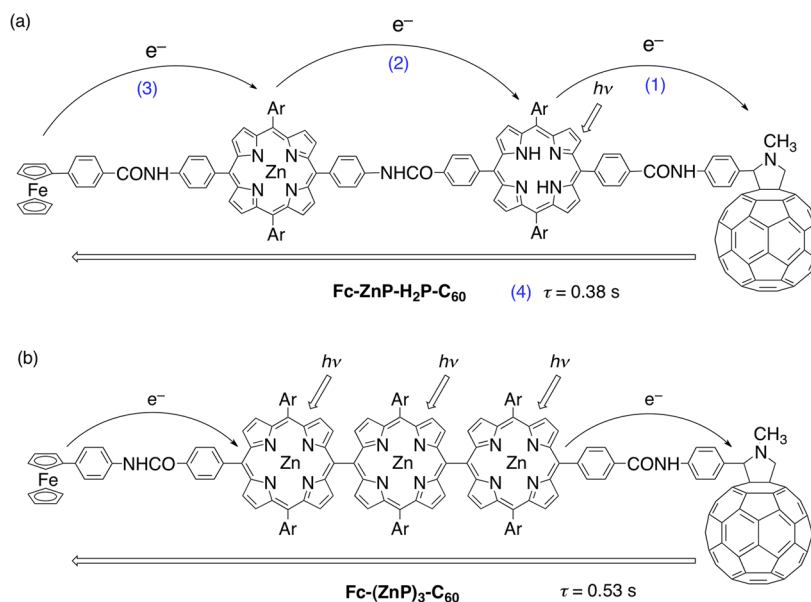 (a)
e– e– e–
(3) (2) (1)
hν
Ar Ar
N N NH N CH3
Fe CONH Zn NHCO CONH N
N N N HN
Ar Ar
Fc-ZnP-H2P-C60 (4) τ = 0.38 s
(b)
hν hν hν
e– Ar Ar Ar e–
N N N N N N CH3
Fe NHCO Zn Zn Zn CONH N
N N N N N N
Ar Ar Ar
Fc-(ZnP)3-C60 τ = 0.53 s